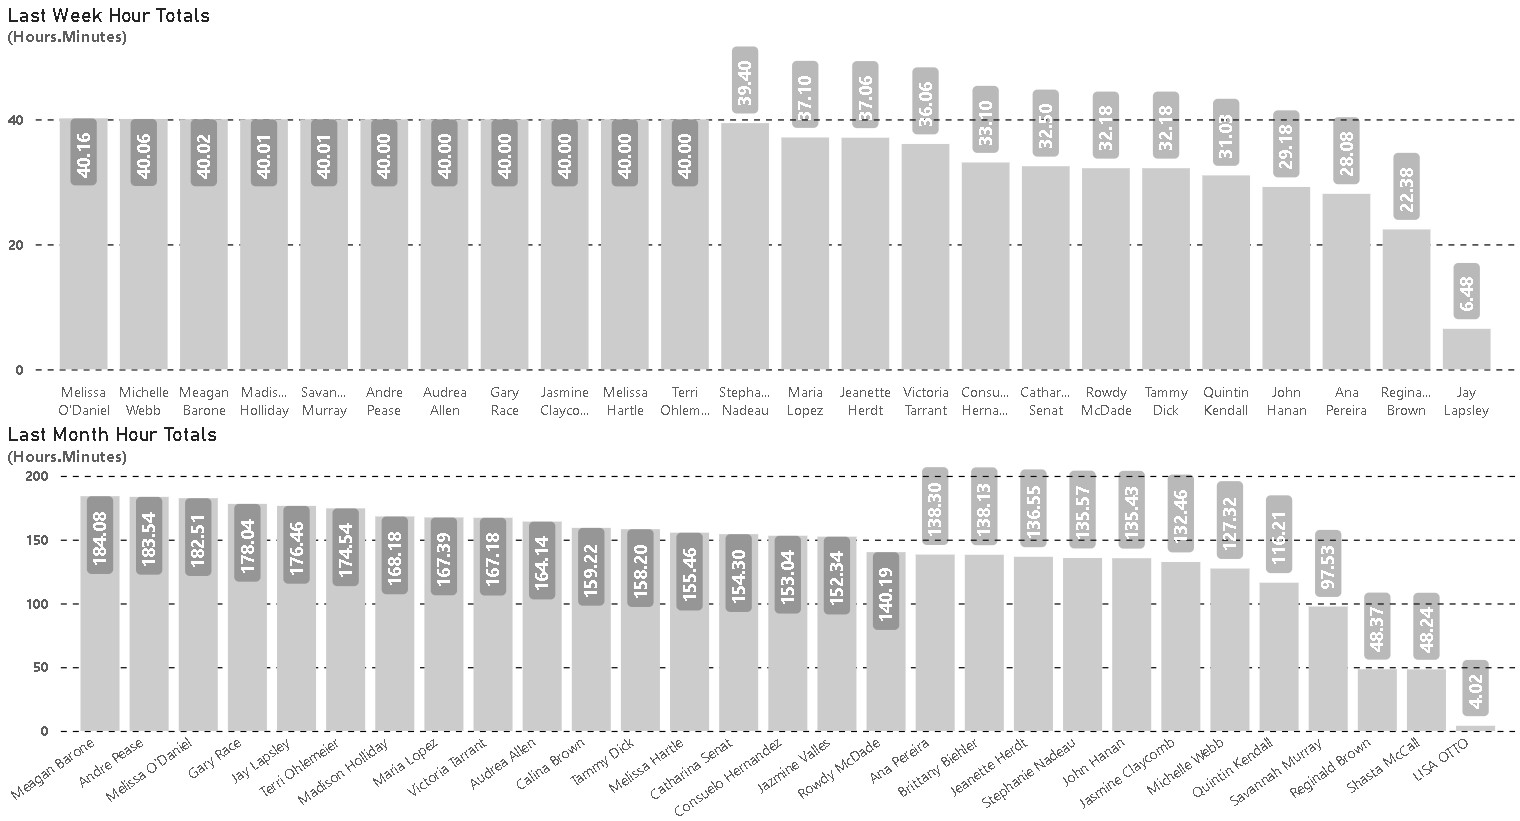 Last Week Hour Totals
(Hours.Minutes)
40
20
0
40.16
40.06
40.02
40.01
40.01
40.00
40.00
40.00
40.00
40.00
40.00
39.40
37.10
37.06
36.06
33.10
32.50
32.18
32.18
31.03
29.18
28.08
22.38
6.48
Melissa O'Daniel
Michelle Webb
Meagan Barone
Madis... Holliday
Savan... Murray
Andre Pease
Audrea Allen
Gary Race
Jasmine Clayco...
Melissa Hartle
Terri Ohlem...
Stepha... Nadeau
Maria Lopez
Jeanette Herdt
Victoria Tarrant
Consu... Herna...
Cathar... Senat
Rowdy McDade
Tammy Dick
Quintin Kendall
John Hanan
Ana Pereira
Regina... Brown
Jay Lapsley
Last Month Hour Totals
(Hours.Minutes)
200
150
100
50
0
184.08
183.54
182.51
178.04
176.46
174.54
168.18
167.39
167.18
164.14
159.22
158.20
155.46
154.30
153.04
152.34
140.19
138.30
138.13
136.55
135.57
135.43
132.46
127.32
116.21
97.53
48.37
48.24
4.02
Meagan Barone
Andre Pease
Melissa O'Daniel
Gary Race
Jay Lapsley
Terri Ohlemeier
Madison Holliday
Maria Lopez
Victoria Tarrant
Audrea Allen
Calina Brown
Tammy Dick
Melissa Hartle
Catharina Senat
Consuelo Hernandez
Jazmine Valles
Rowdy McDade
Ana Pereira
Brittany Biehler
Jeanette Herdt
Stephanie Nadeau
John Hanan
Jasmine Claycomb
Michelle Webb
Quintin Kendall
Savannah Murray
Reginald Brown
Shasta McCall
LISA OTTO